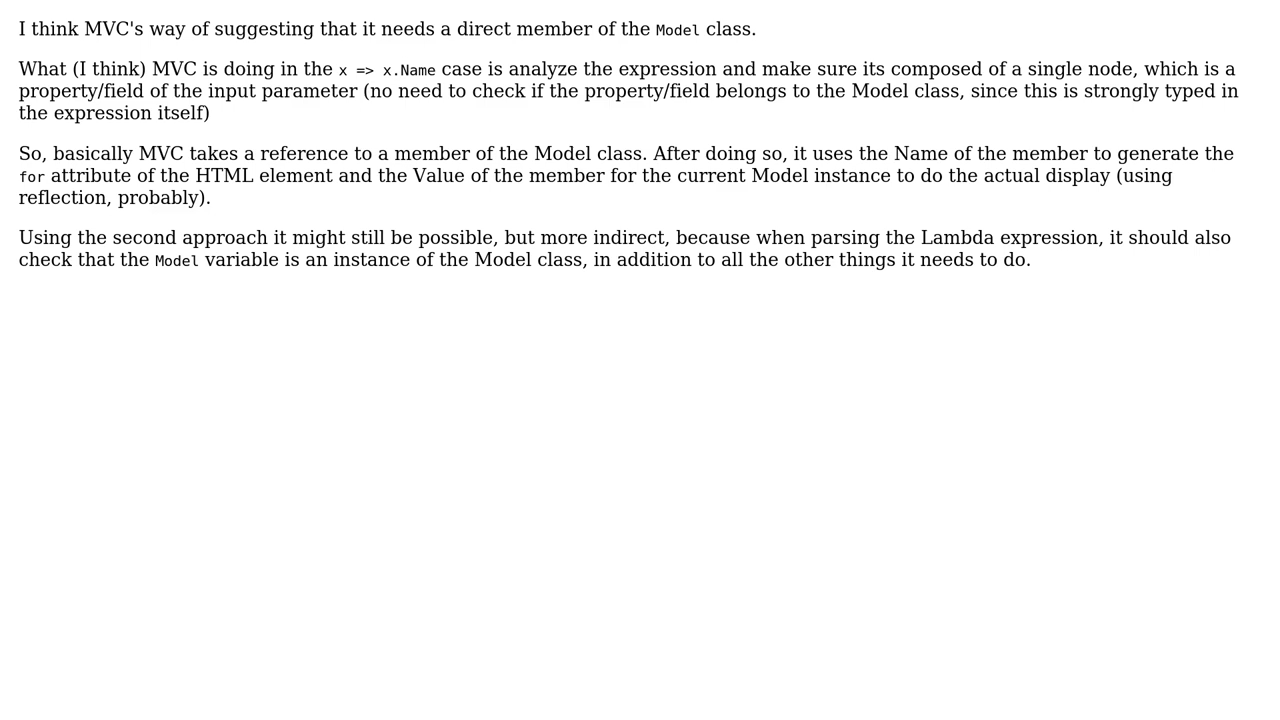 I think MVC's way of suggesting that it needs a direct member of the Model class.
What (I think) MVC is doing in the x => x.Name case is analyze the expression and make sure its composed of a single node, which is a
property/field of the input parameter (no need to check if the property/field belongs to the Model class, since this is strongly typed in
the expression itself)
So, basically MVC takes a reference to a member of the Model class. After doing so, it uses the Name of the member to generate the
for attribute of the HTML element and the Value of the member for the current Model instance to do the actual display (using
reflection, probably).
Using the second approach it might still be possible, but more indirect, because when parsing the Lambda expression, it should also
check that the Model variable is an instance of the Model class, in addition to all the other things it needs to do.